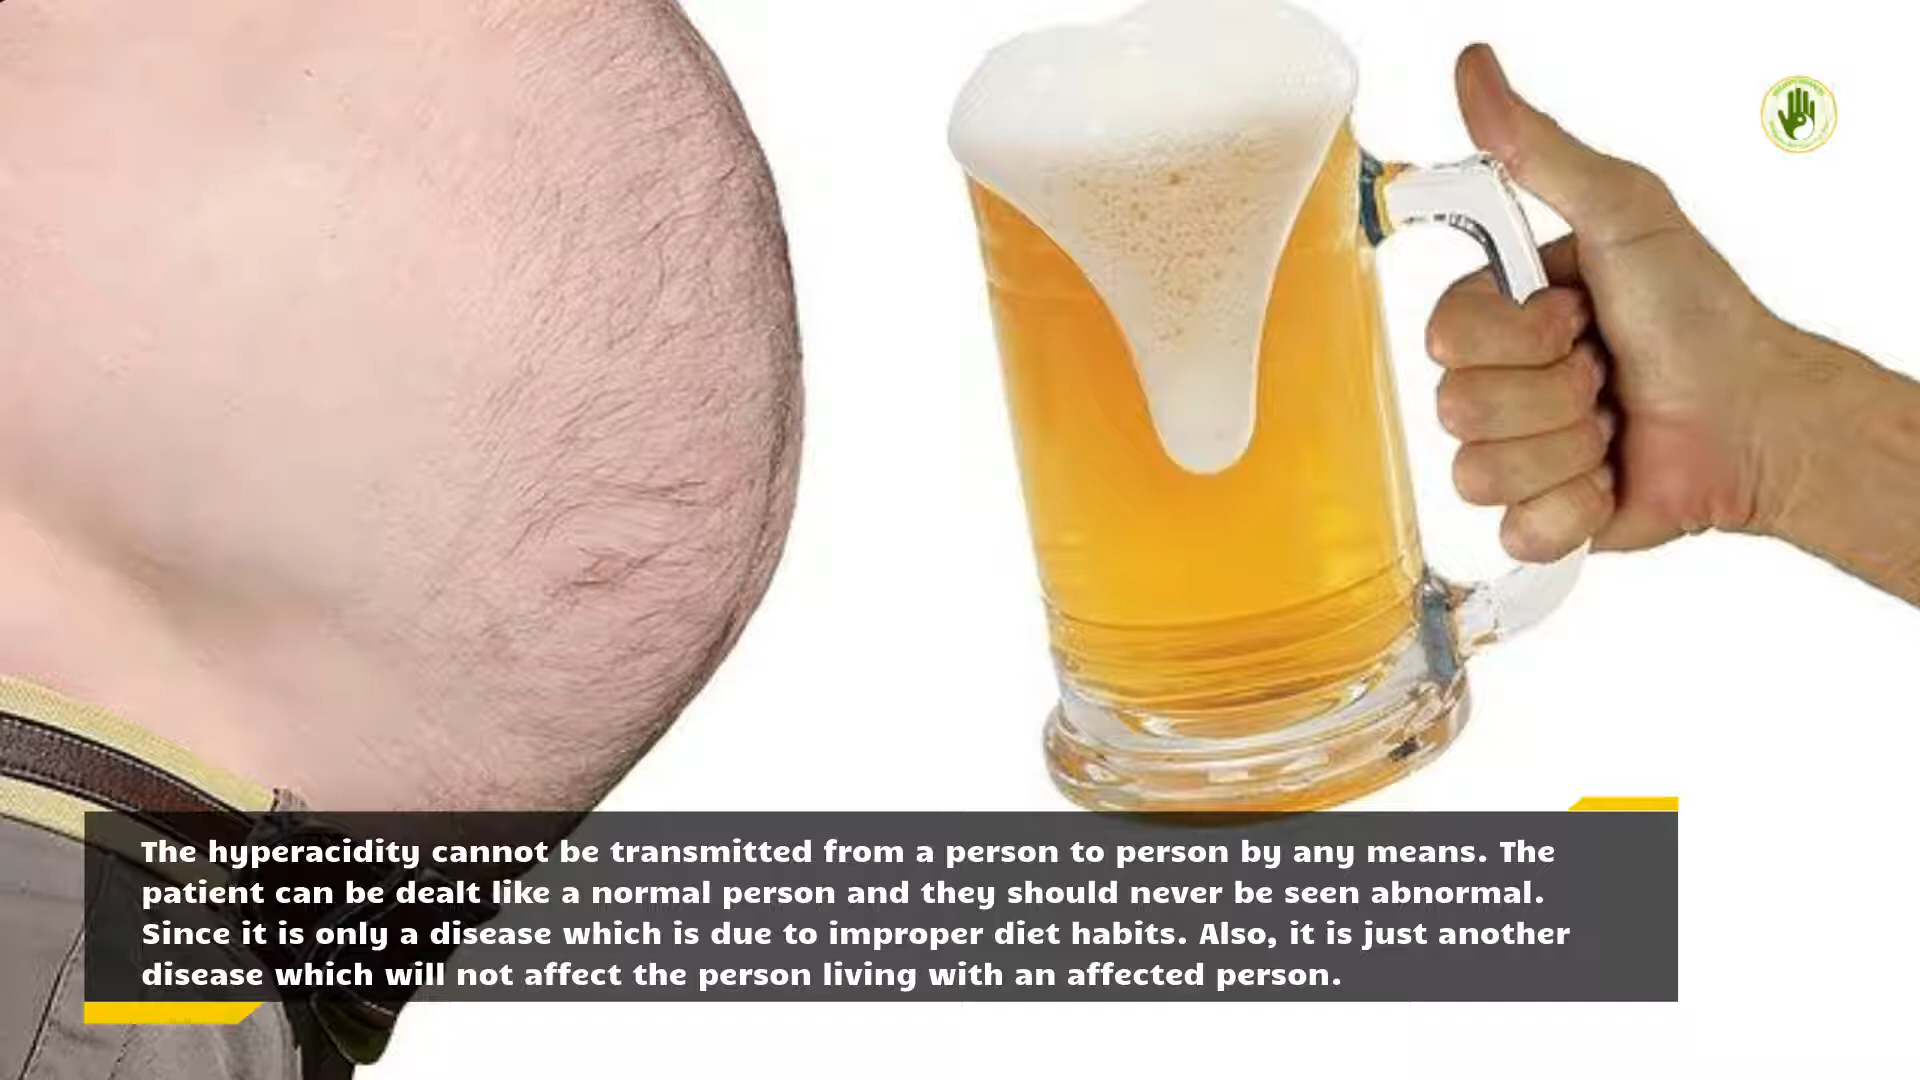 The hyperacidity cannot be transmitted from a person to person by any means. The
patient can be dealt like a normal person and they should never be seen abnormal.
Since it is only a disease which is due to improper diet habits. Also, it is just another
disease which will not affect the person living with an affected person.